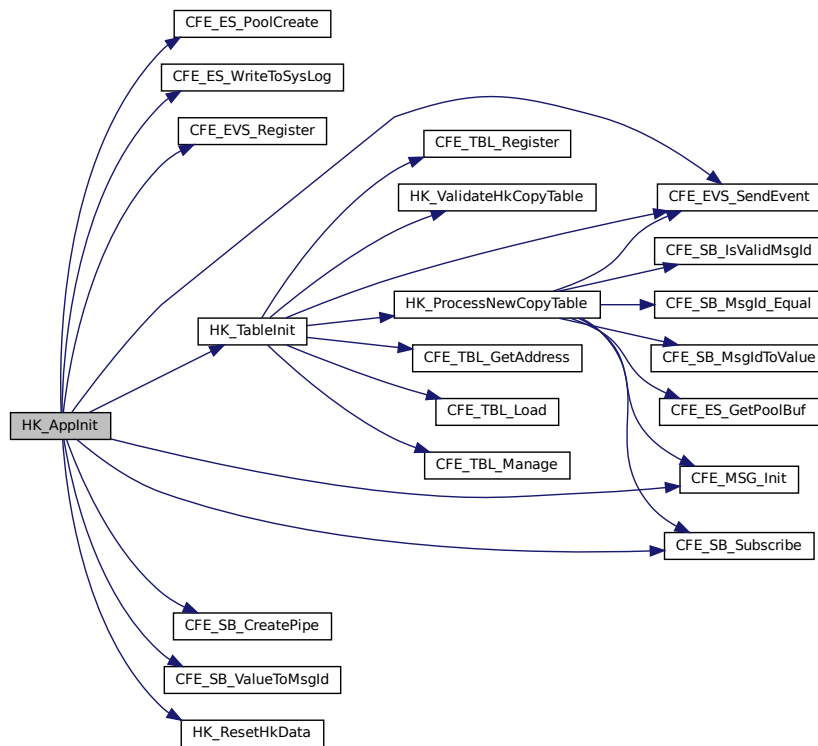 CFE_ES_PoolCreate
CFE_ES_WriteToSysLog
CFE_EVS_Register
CFE_TBL_Register
HK_ValidateHkCopyTable
CFE_EVS_SendEvent
CFE_SB_IsValidMsgId
HK_ProcessNewCopyTable
CFE_SB_MsgId_Equal
HK_TableInit
CFE_TBL_GetAddress
CFE_SB_MsgIdToValue
CFE_TBL_Load
CFE_ES_GetPoolBuf
HK_AppInit
CFE_TBL_Manage
CFE_MSG_Init
CFE_SB_Subscribe
CFE_SB_CreatePipe
CFE_SB_ValueToMsgId
HK_ResetHkData